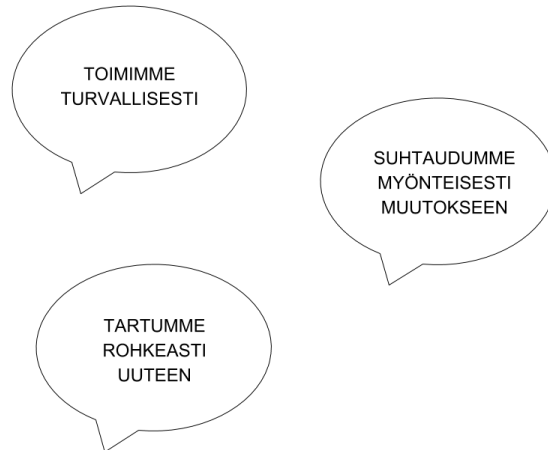 TOIMIMME
TURVALLISESTI
SUHTAUDUMME
MYÖNTEISESTI
MUUTOKSEEN
TARTUMME
ROHKEASTI
UUTEEN